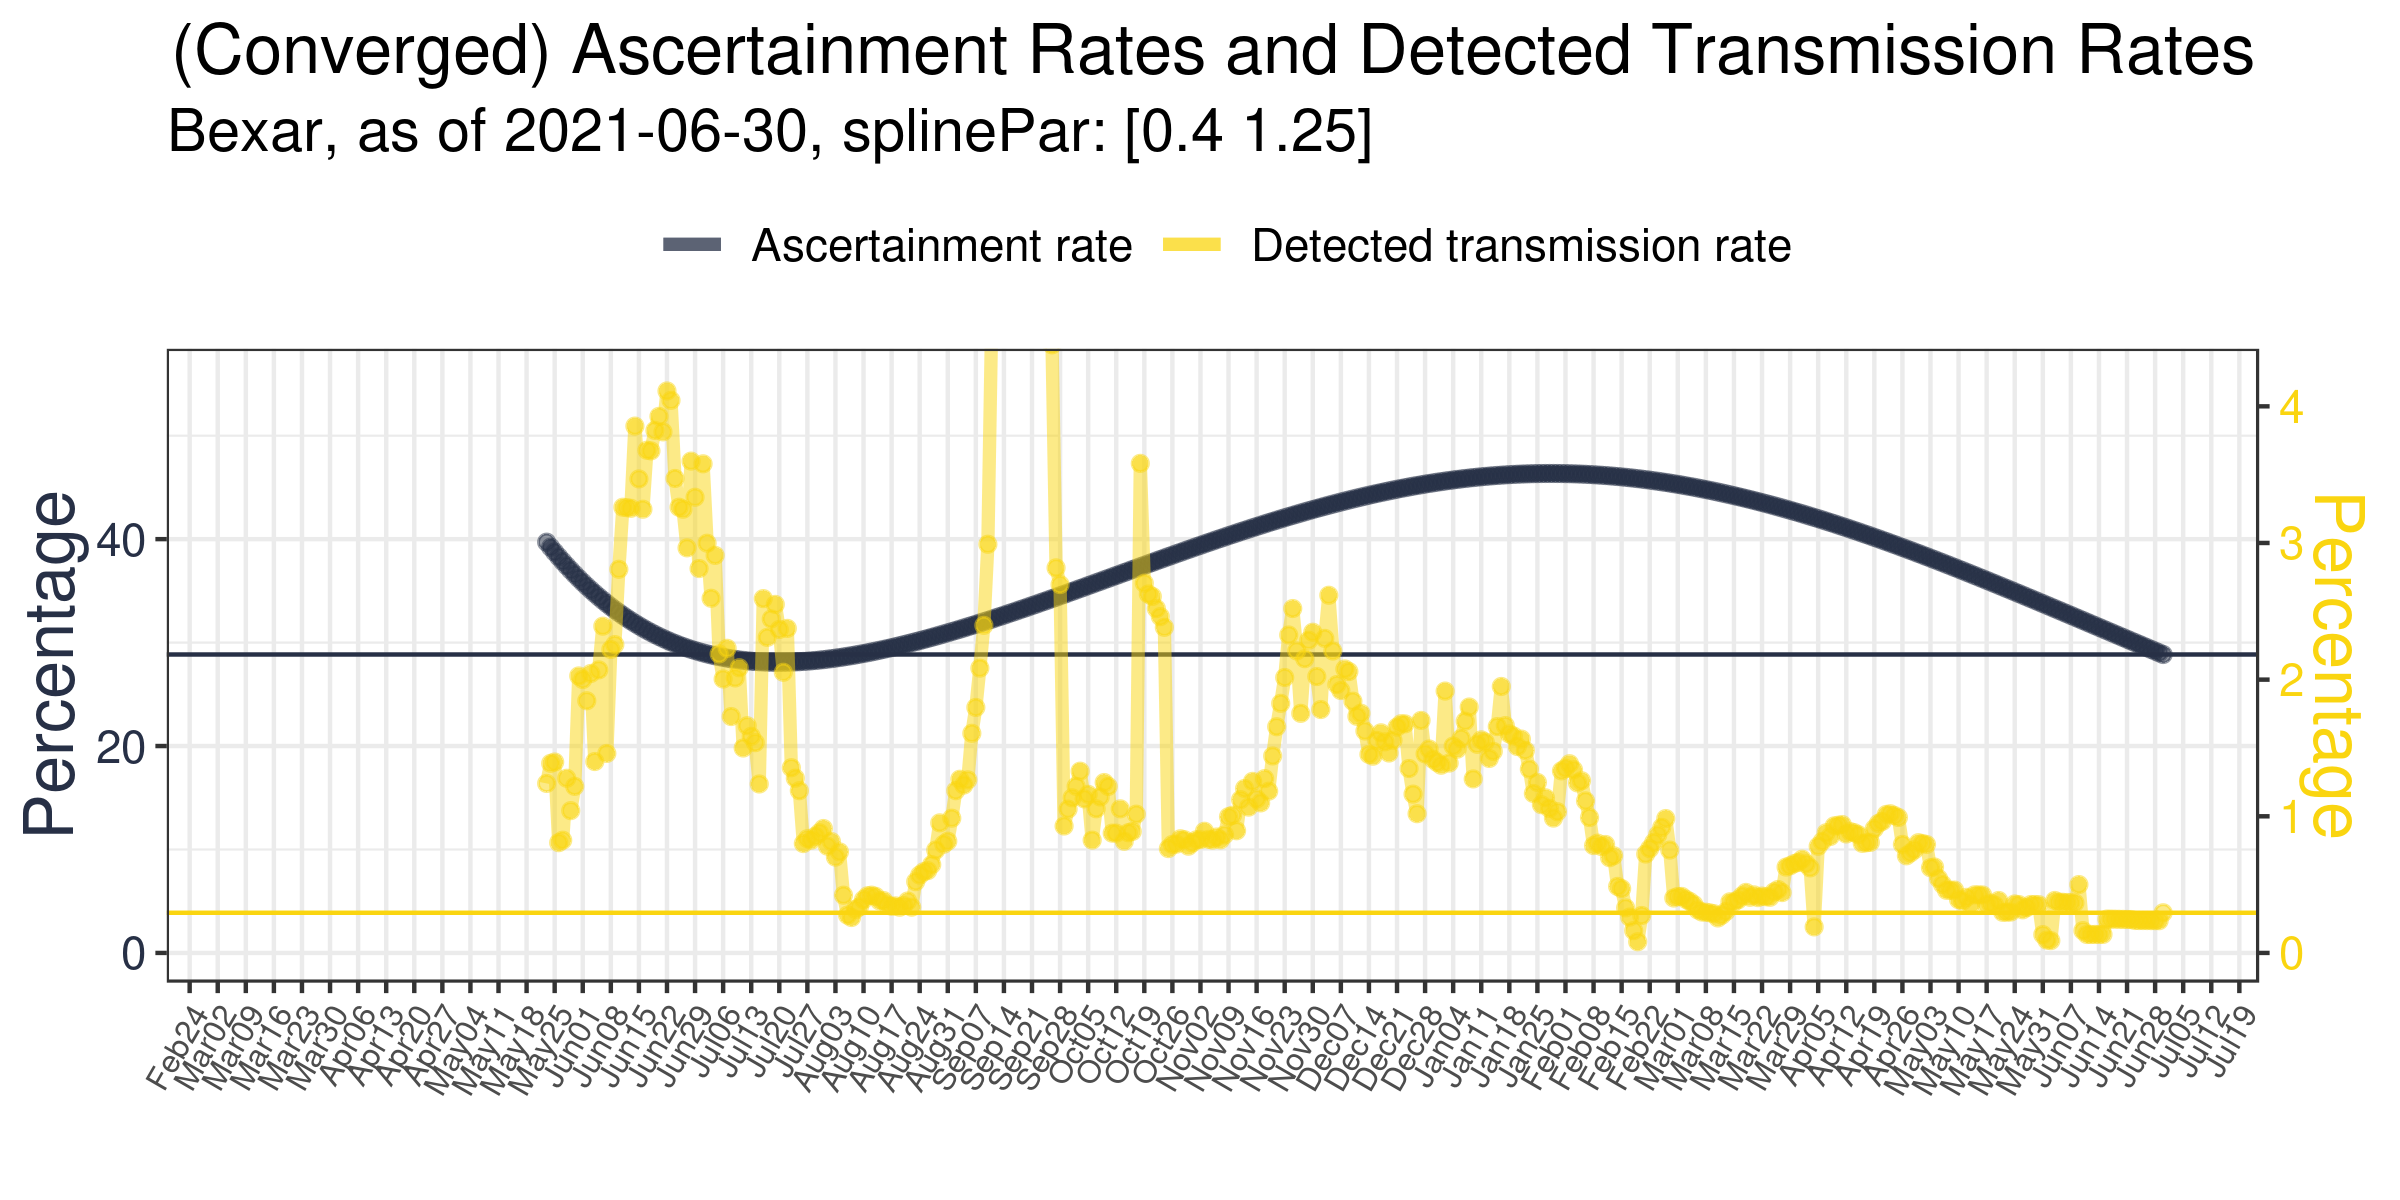 (Converged) Ascertainment Rates and Detected Transmission Rates
Bexar, as of 2021-06-30, splinePar: [0.4 1.25]
Ascertainment rate
Detected transmission rate
Percentage
40
20
0
4
3
2
1
0
Percentage
Feb24
Mar02
Mar09
Mar16
Mar23
Mar30
Apr06
Apr13
Apr20
Apr27
May04
May11
May18
May25
Jun01
Jun08
Jun15
Jun22
Jun29
Jul06
Jul13
Jul20
Jul27
Aug03
Aug10
Aug17
Aug24
Aug31
Sep07
Sep14
Sep21
Sep28
Oct05
Oct12
Oct19
Oct26
Nov02
Nov09
Nov16
Nov23
Nov30
Dec07
Dec14
Dec21
Dec28
Jan04
Jan11
Jan18
Jan25
Feb01
Feb08
Feb15
Feb22
Mar01
Mar08
Mar15
Mar22
Mar29
Apr05
Apr12
Apr19
Apr26
May03
May10
May17
May24
May31
Jun07
Jun14
Jun21
Jun28
Jul05
Jul12
Jul19